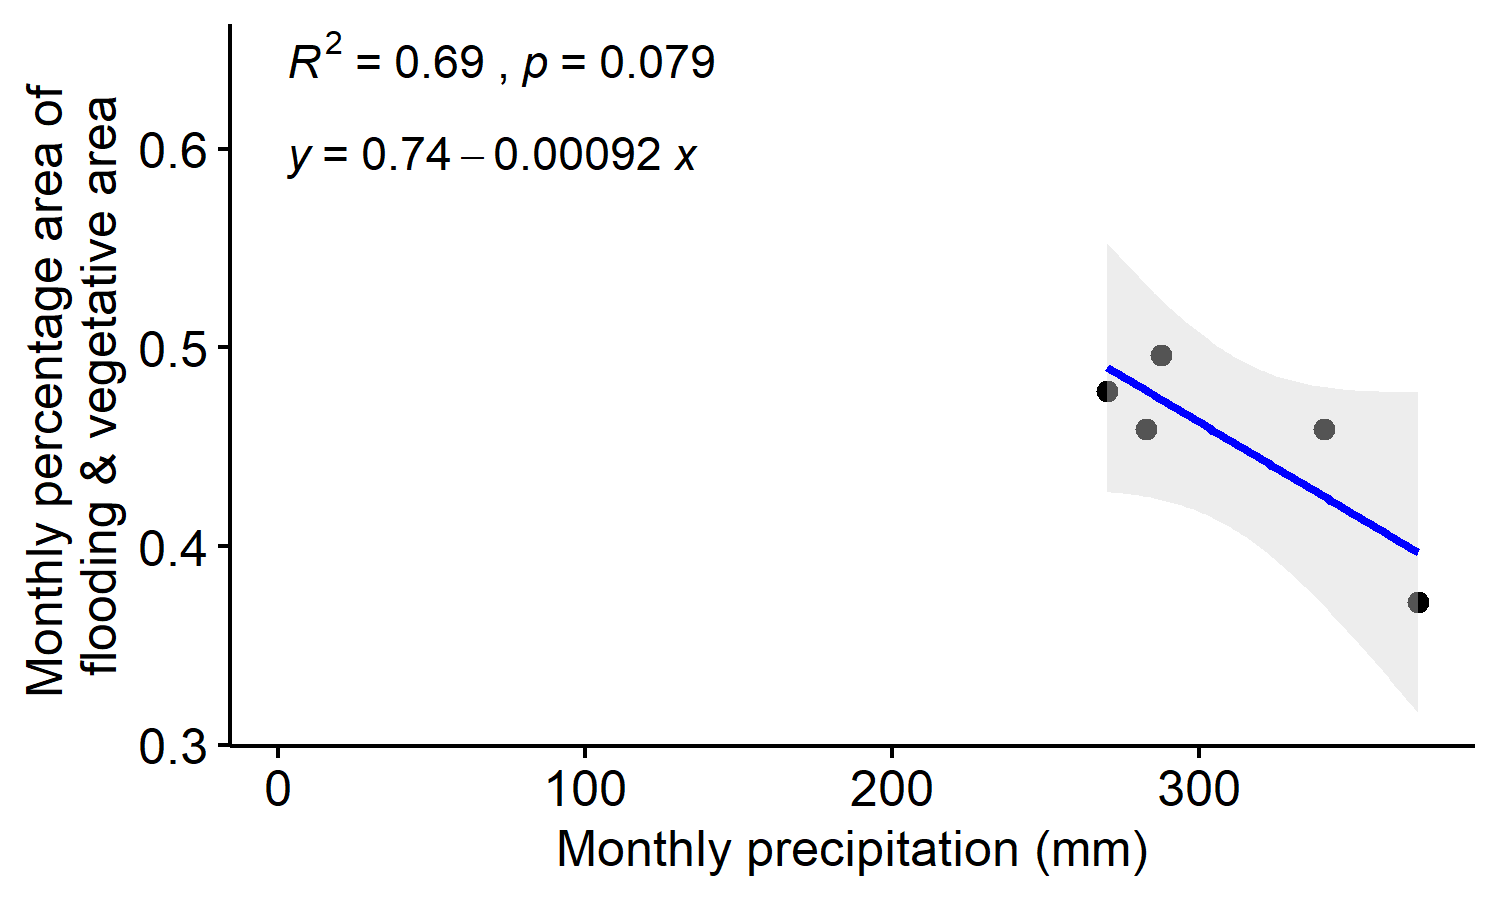 R² = 0.69 , p = 0.079
y = 0.74 – 0.00092 x
Monthly percentage area of
flooding & vegetative area
0.6
0.5
0.4
0.3
0 100 200 300
Monthly precipitation (mm)